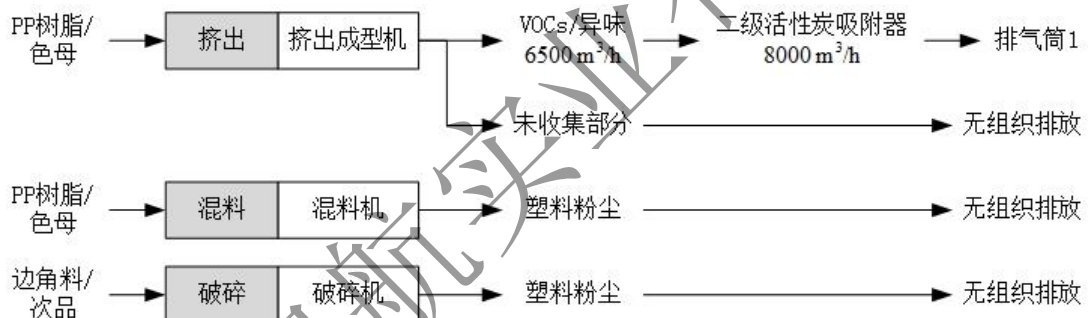 PP树脂/
色母
挤出
挤出成型机
VOCs/异味
6500 m³/h
二级活性炭吸附器
8000 m³/h
排气筒1
未收集部分
无组织排放
PP树脂/
色母
混料
混料机
塑料粉尘
无组织排放
边角料/
次品
破碎
破碎机
塑料粉尘
无组织排放
航实业